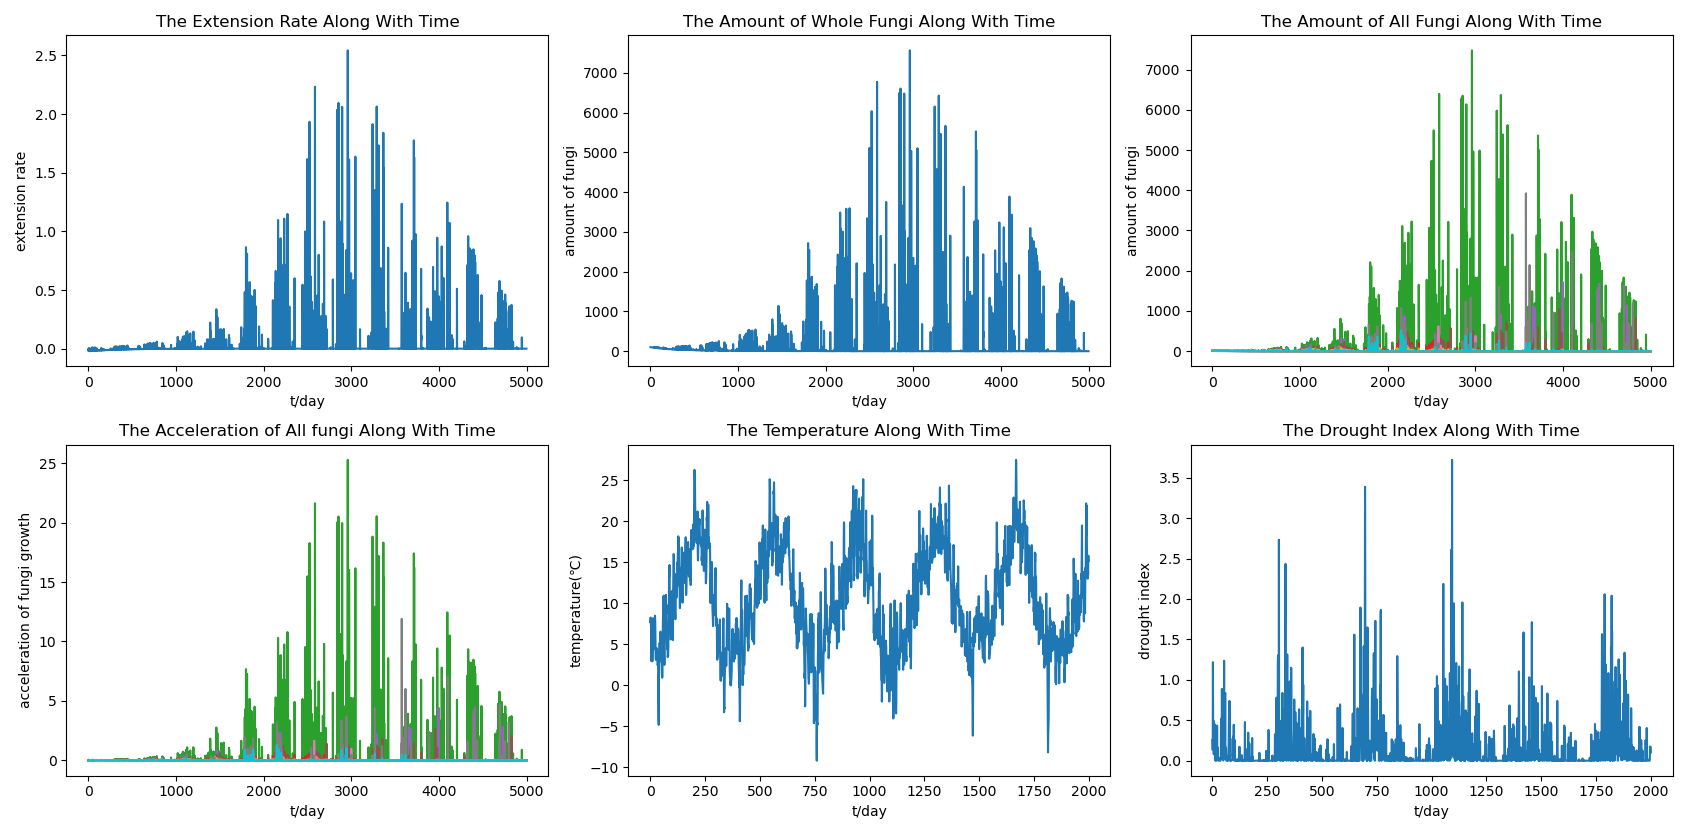 The Extension Rate Along With Time
The Amount of Whole Fungi Along With Time
The Amount of All Fungi Along With Time
extension rate
2.5
2.0
1.5
1.0
0.5
0.0
0 1000 2000 3000 4000 5000
t/day
amount of fungi
7000
6000
5000
4000
3000
2000
1000
0
0 1000 2000 3000 4000 5000
t/day
amount of fungi
7000
6000
5000
4000
3000
2000
1000
0
0 1000 2000 3000 4000 5000
t/day
The Acceleration of All fungi Along With Time
The Temperature Along With Time
The Drought Index Along With Time
acceleration of fungi growth
25
20
15
10
5
0
0 1000 2000 3000 4000 5000
t/day
temperature(℃)
25
20
15
10
5
0
−5
−10
0 250 500 750 1000 1250 1500 1750 2000
t/day
drought index
3.5
3.0
2.5
2.0
1.5
1.0
0.5
0.0
0 250 500 750 1000 1250 1500 1750 2000
t/day